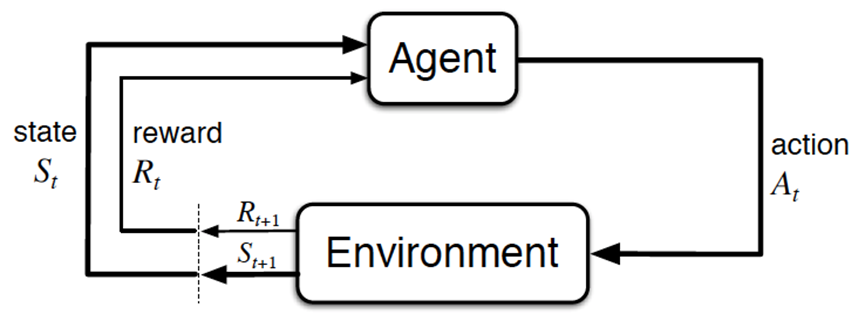 Agent
state
S_t
reward
R_t
action
A_t
R_{t+1}
S_{t+1}
Environment